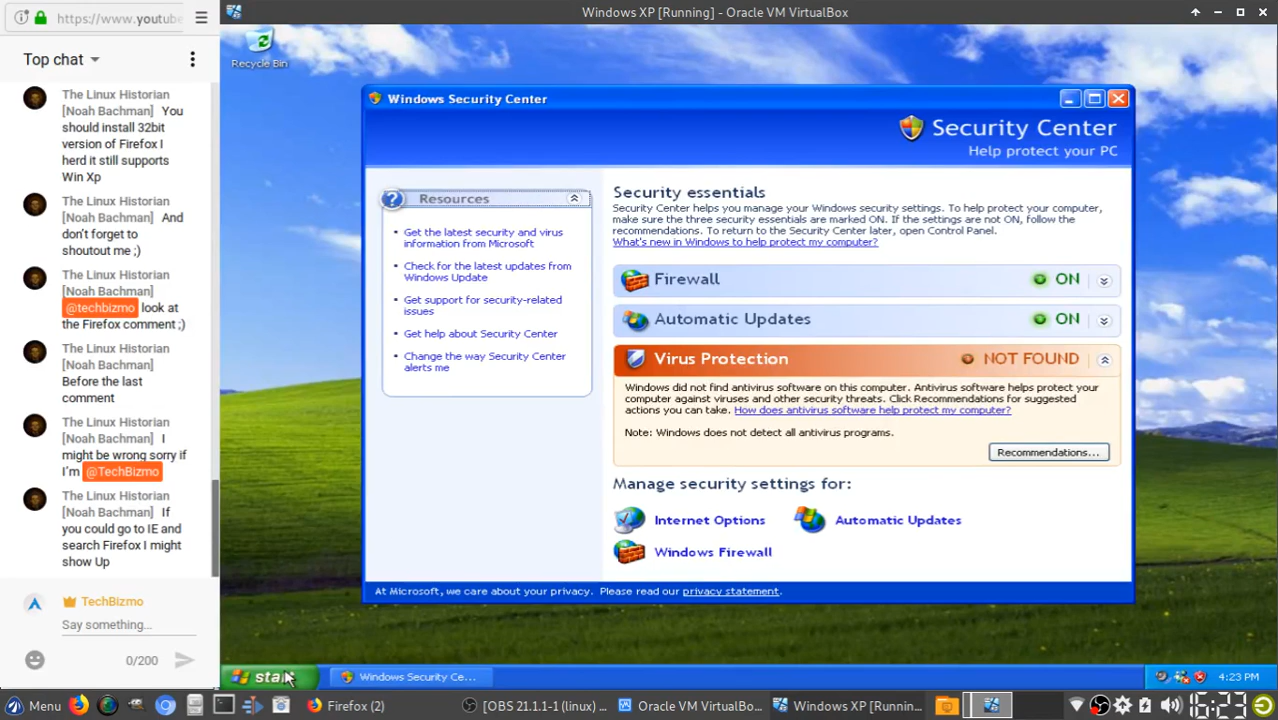 https://www.youtube
Top chat
The Linux Historian
[Noah Bachman] You
should install 32bit
version of Firefox I
herd it still supports
Win Xp
The Linux Historian
[Noah Bachman] And
don't forget to
shoutout me ;)
The Linux Historian
[Noah Bachman]
@techbizmo look at
the Firefox comment ;)
The Linux Historian
[Noah Bachman]
Before the last
comment
The Linux Historian
[Noah Bachman] I
might be wrong sorry if
I'm @TechBizmo
The Linux Historian
[Noah Bachman] If
you could go to IE and
search Firefox I might
show Up
TechBizmo
Say something...
0/200
Windows XP [Running] - Oracle VM VirtualBox
Recycle Bin
Windows Security Center
Security Center
Help protect your PC
Resources
Get the latest security and virus
information from Microsoft
Check for the latest updates from
Windows Update
Get support for security-related
issues
Get help about Security Center
Change the way Security Center
alerts me
Security essentials
Security Center helps you manage your Windows security settings. To help protect your computer,
make sure the three security essentials are marked ON. If the settings are not ON, follow the
recommendations. To return to the Security Center later, open Control Panel.
What's new in Windows to help protect my computer?
Firewall ON
Automatic Updates ON
Virus Protection NOT FOUND
Windows did not find antivirus software on this computer. Antivirus software helps protect your
computer against viruses and other security threats. Click Recommendations for suggested
actions you can take. How does antivirus software help protect my computer?
Note: Windows does not detect all antivirus programs.
Recommendations...
Manage security settings for:
Internet Options Automatic Updates
Windows Firewall
At Microsoft, we care about your privacy. Please read our privacy statement.
start Windows Security Ce... 4:23 PM
Menu Firefox (2) [OBS 21.1.1-1 (linux) ... Oracle VM VirtualB... Windows XP [Runnin... 16:23